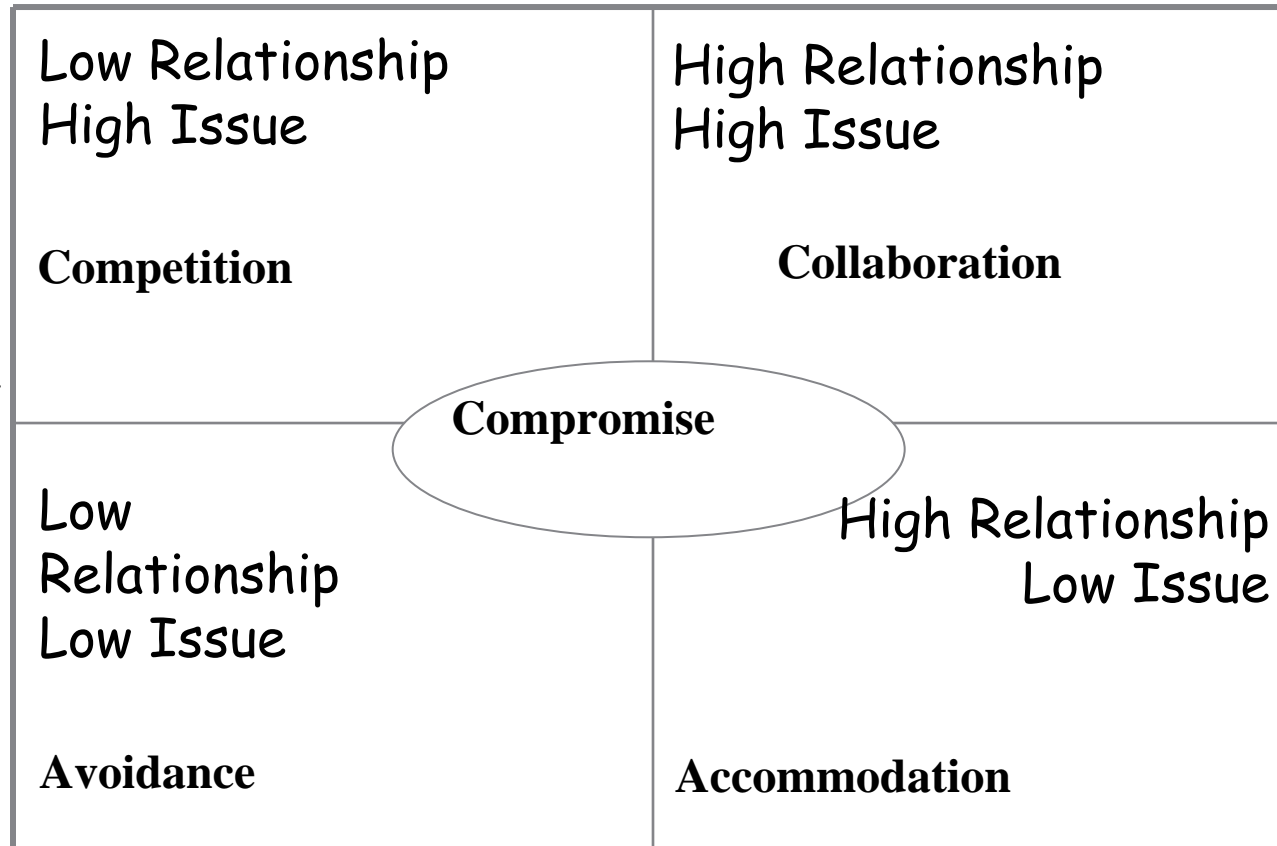 Low Relationship
High Issue
Competition
High Relationship
High Issue
Collaboration
Compromise
Low
Relationship
Low Issue
Avoidance
High Relationship
Low Issue
Accommodation